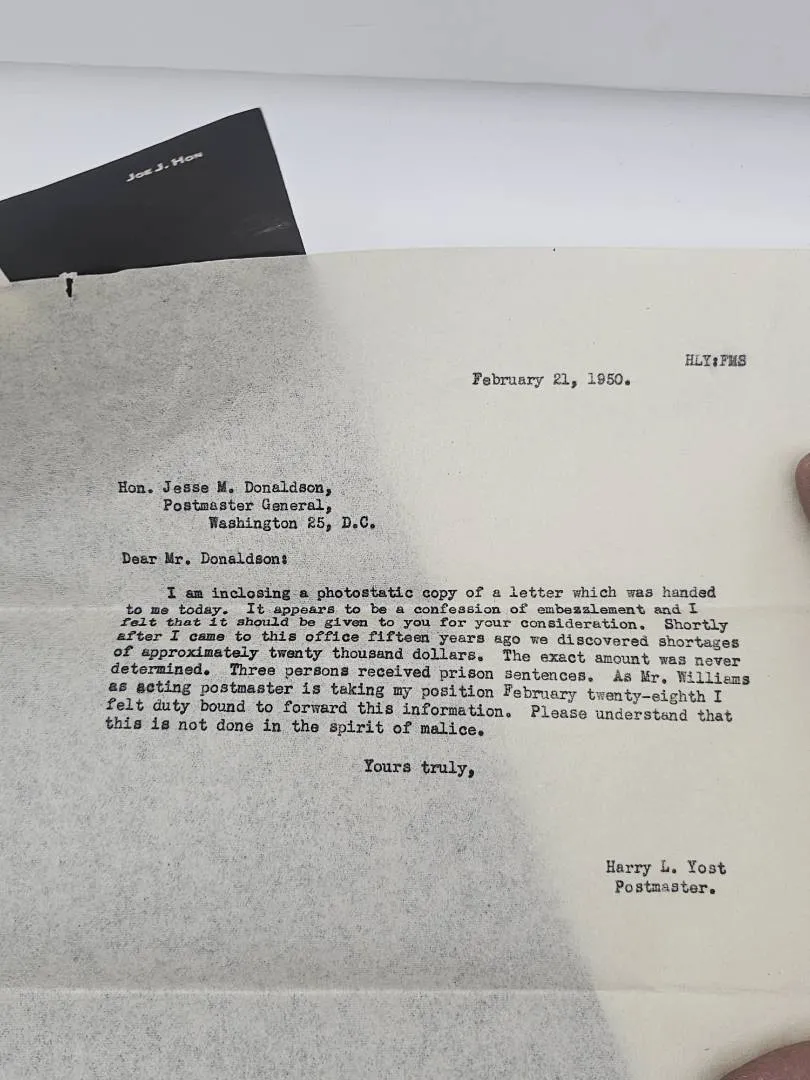 Joe J. Hon
HLY:FMS
February 21, 1950.
Hon. Jesse M. Donaldson,
Postmaster General,
Washington 25, D.C.
Dear Mr. Donaldson:
I am inclosing a photostatic copy of a letter which was handed
to me today. It appears to be a confession of embezzlement and I
felt that it should be given to you for your consideration. Shortly
after I came to this office fifteen years ago we discovered shortages
of approximately twenty thousand dollars. The exact amount was never
determined. Three persons received prison sentences. As Mr. Williams
as acting postmaster is taking my position February twenty-eighth I
felt duty bound to forward this information. Please understand that
this is not done in the spirit of malice.
Yours truly,
Harry L. Yost
Postmaster.